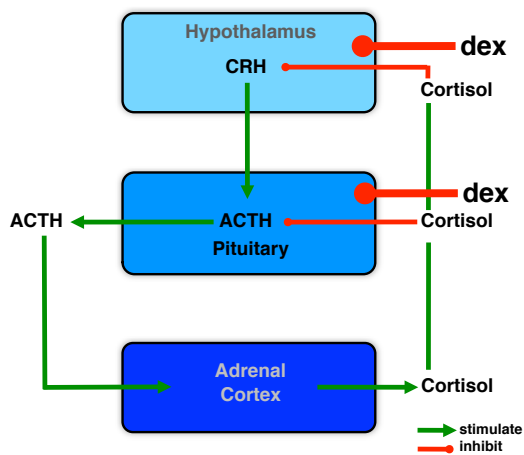 Hypothalamus
dex
CRH
Cortisol
dex
ACTH
ACTH
Cortisol
Pituitary
Adrenal
Cortex
Cortisol
stimulate
inhibit